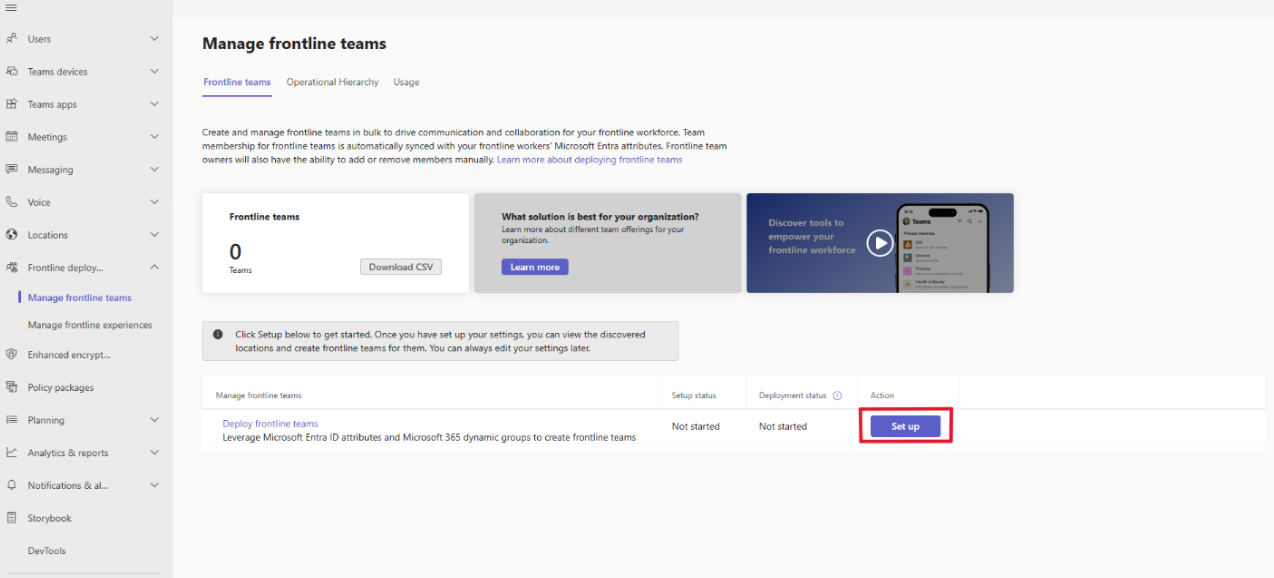 Users
Teams devices
Teams apps
Meetings
Messaging
Voice
Locations
Frontline deploy...
Manage frontline teams
Manage frontline experiences
Enhanced encrypt...
Policy packages
Planning
Analytics & reports
Notifications & al...
Storybook
DevTools
Manage frontline teams
Frontline teams Operational Hierarchy Usage
Create and manage frontline teams in bulk to drive communication and collaboration for your frontline workforce. Team
membership for frontline teams is automatically synced with your frontline workers' Microsoft Entra attributes. Frontline team
owners will also have the ability to add or remove members manually. Learn more about deploying frontline teams
Frontline teams
0
Teams
Download CSV
What solution is best for your organization?
Learn more about different team offerings for your
organization.
Learn more
Discover tools to
empower your
frontline workforce
Teams
General
Produce
Health & Beauty
Click Setup below to get started. Once you have set up your settings, you can view the discovered
locations and create frontline teams for them. You can always edit your settings later.
Manage frontline teams Setup status Deployment status Action
Deploy frontline teams
Leverage Microsoft Entra ID attributes and Microsoft 365 dynamic groups to create frontline teams
Not started Not started Set up